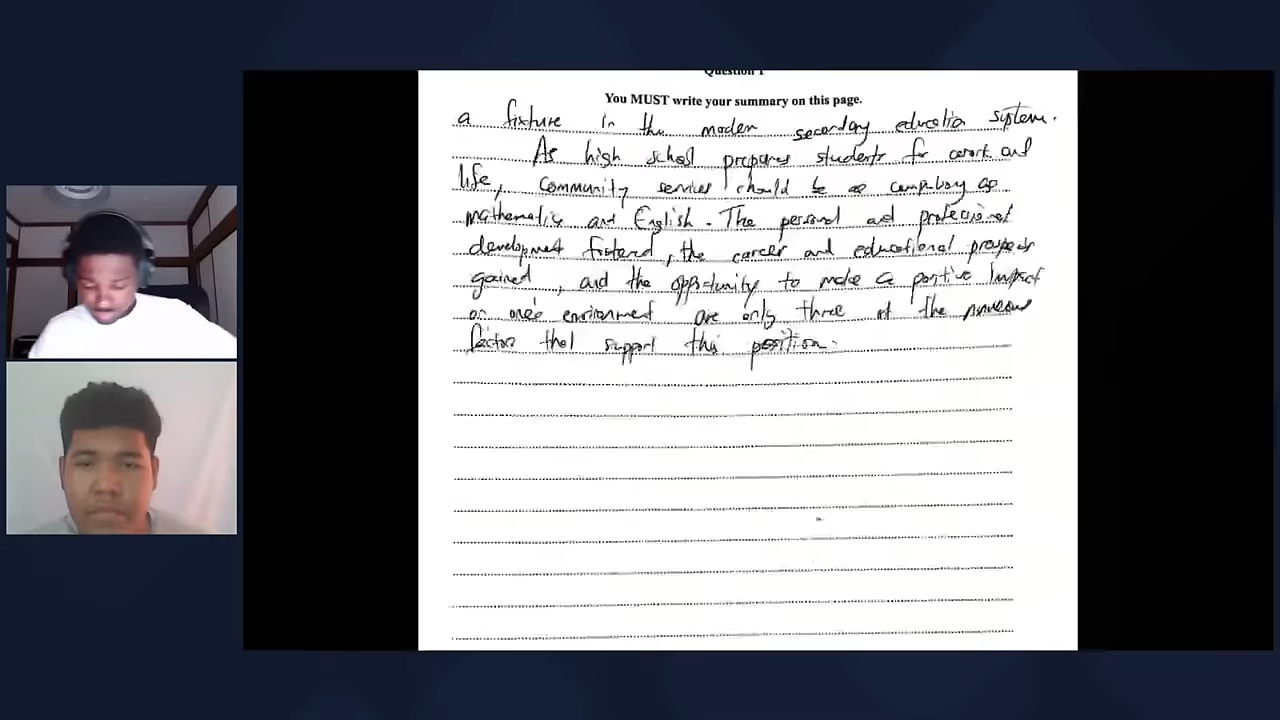 Question 1
You MUST write your summary on this page.
a fixture in the modern secondary education system.
As high school prepares students for and
life, community services should be as compulsory as
mathematics and English. The personal and professional
development fostered, the career and educational prospects
gained, and the opportunity to make a positive impact
on one's environment are only three of the numerous
factors that support this position.